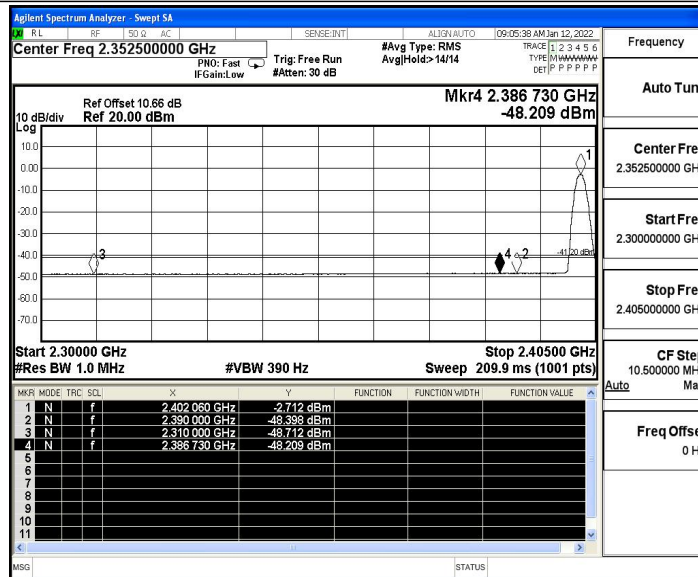 Agilent Spectrum Analyzer - Swept SA
RL RF 50 Ω AC SENSE:INT ALIGN AUTO 09:05:38 AM Jan 12, 2022
Center Freq 2.352500000 GHz
PNO: Fast
IFGain:Low
Trig: Free Run
#Atten: 30 dB
#Avg Type: RMS
Avg|Hold:>14/14
TRACE 1 2 3 4 5 6
TYPE M
DET P P P P P P
Frequency
Auto Tun
Center Fre
2.352500000 GH
Start Fre
2.300000000 GH
Stop Fre
2.405000000 GH
CF Ste
10.500000 MH
Auto Ma
Freq Offse
0 H
Mkr4 2.386 730 GHz
-48.209 dBm
Ref Offset 10.66 dB
10 dB/div Ref 20.00 dBm
Log
10.0
0.00
-10.0
-20.0
-30.0
-40.0
-50.0
-60.0
-70.0
1
3
4
2
-41.20 dBm
Start 2.30000 GHz Stop 2.40500 GHz
#Res BW 1.0 MHz #VBW 390 Hz Sweep 209.9 ms (1001 pts)
MKR MODE TRC SCL X Y FUNCTION FUNCTION WIDTH FUNCTION VALUE
1 N f 2.402 060 GHz -2.712 dBm
2 N f 2.390 000 GHz -48.398 dBm
3 N f 2.310 000 GHz -48.712 dBm
4 N f 2.386 730 GHz -48.209 dBm
5
6
7
8
9
10
11
MSG STATUS